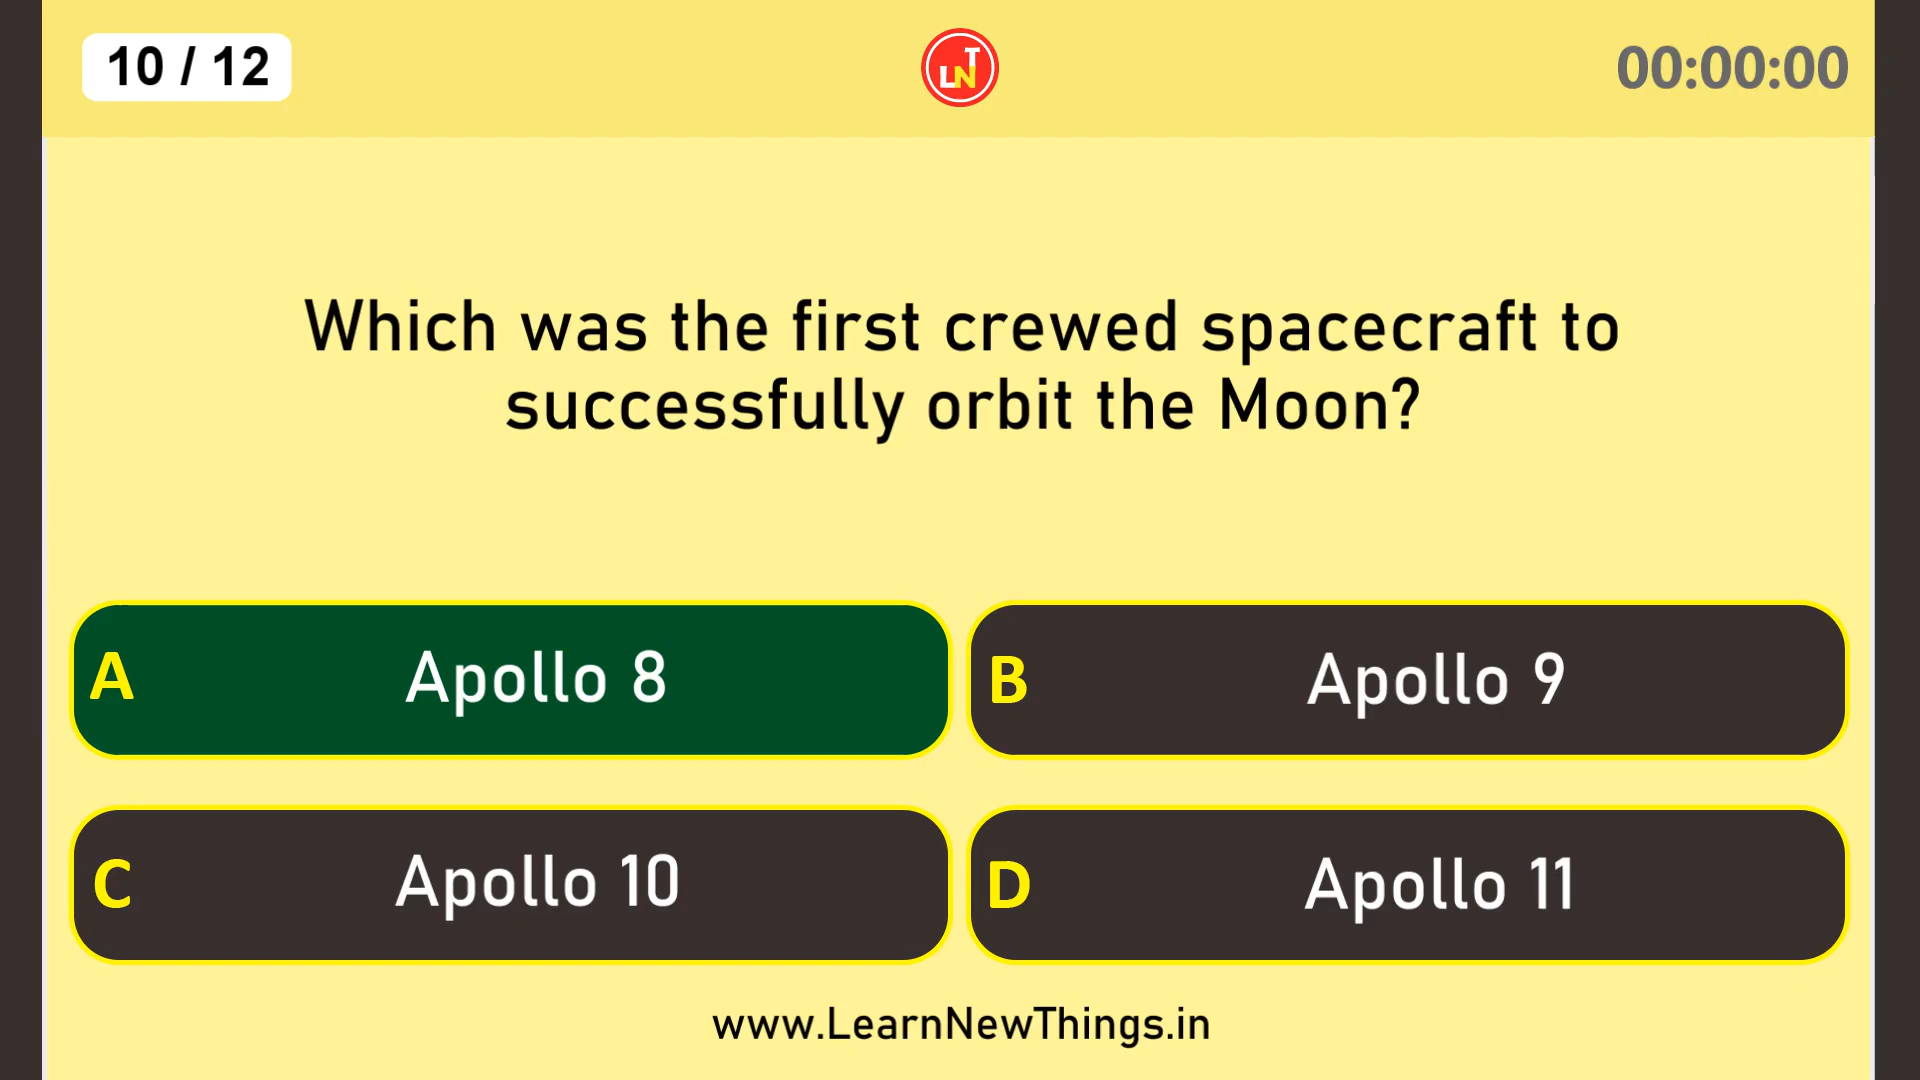 10 / 12
LNT
00:00:00
Which was the first crewed spacecraft to
successfully orbit the Moon?
A Apollo 8
B Apollo 9
C Apollo 10
D Apollo 11
www.LearnNewThings.in